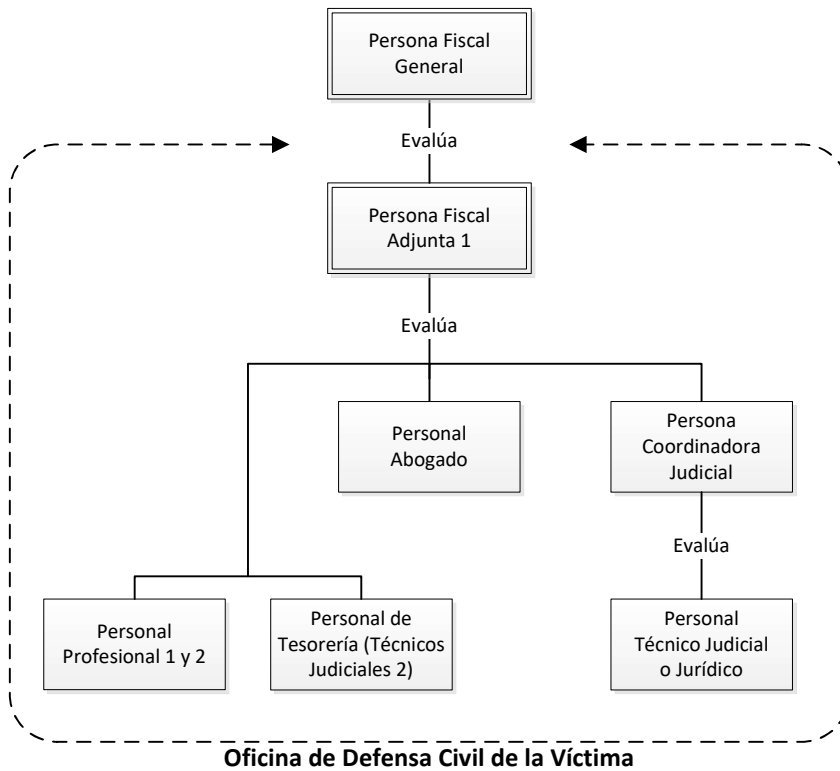 Persona Fiscal
General
Evalúa
Persona Fiscal
Adjunta 1
Evalúa
Personal
Abogado
Persona
Coordinadora
Judicial
Evalúa
Personal
Profesional 1 y 2
Personal de
Tesorería (Técnicos
Judiciales 2)
Personal
Técnico Judicial
o Jurídico
Oficina de Defensa Civil de la Víctima